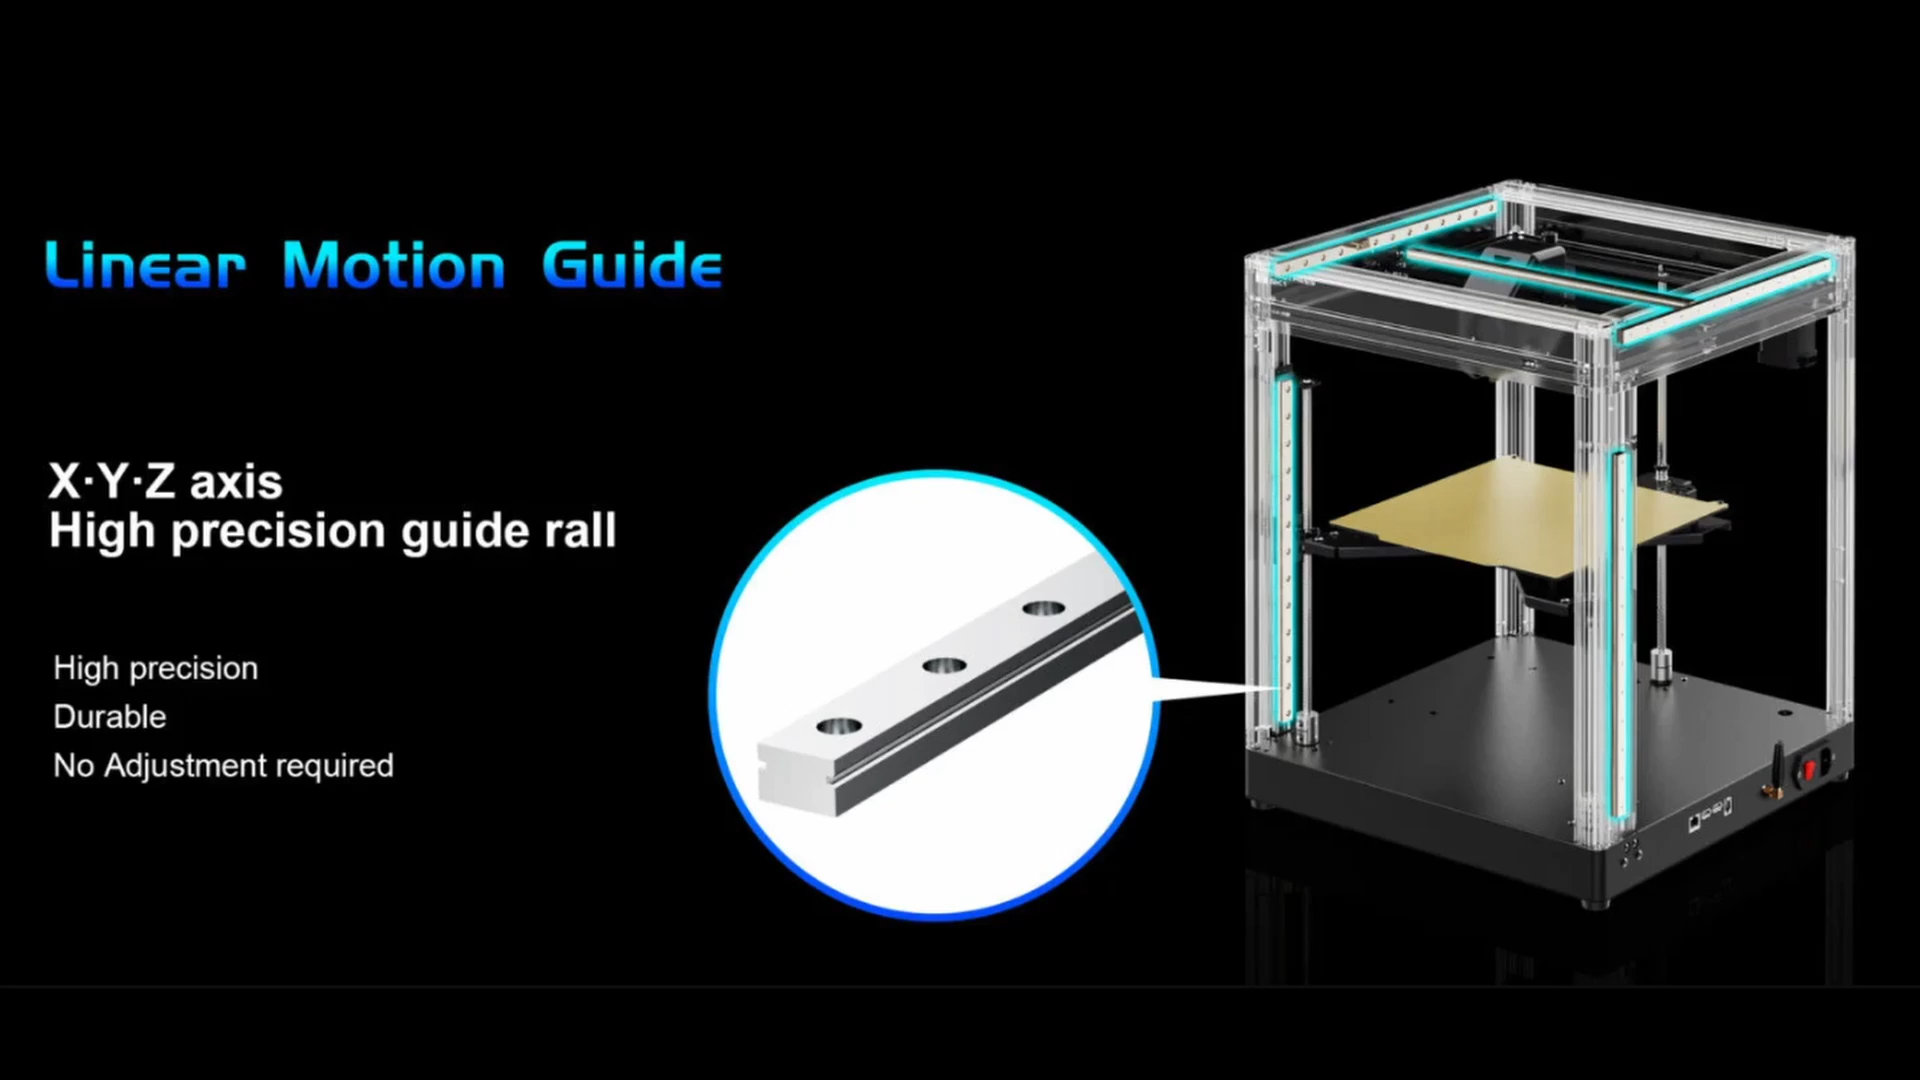 Linear Motion Guide
X·Y·Z axis
High precision guide rall
High precision
Durable
No Adjustment required